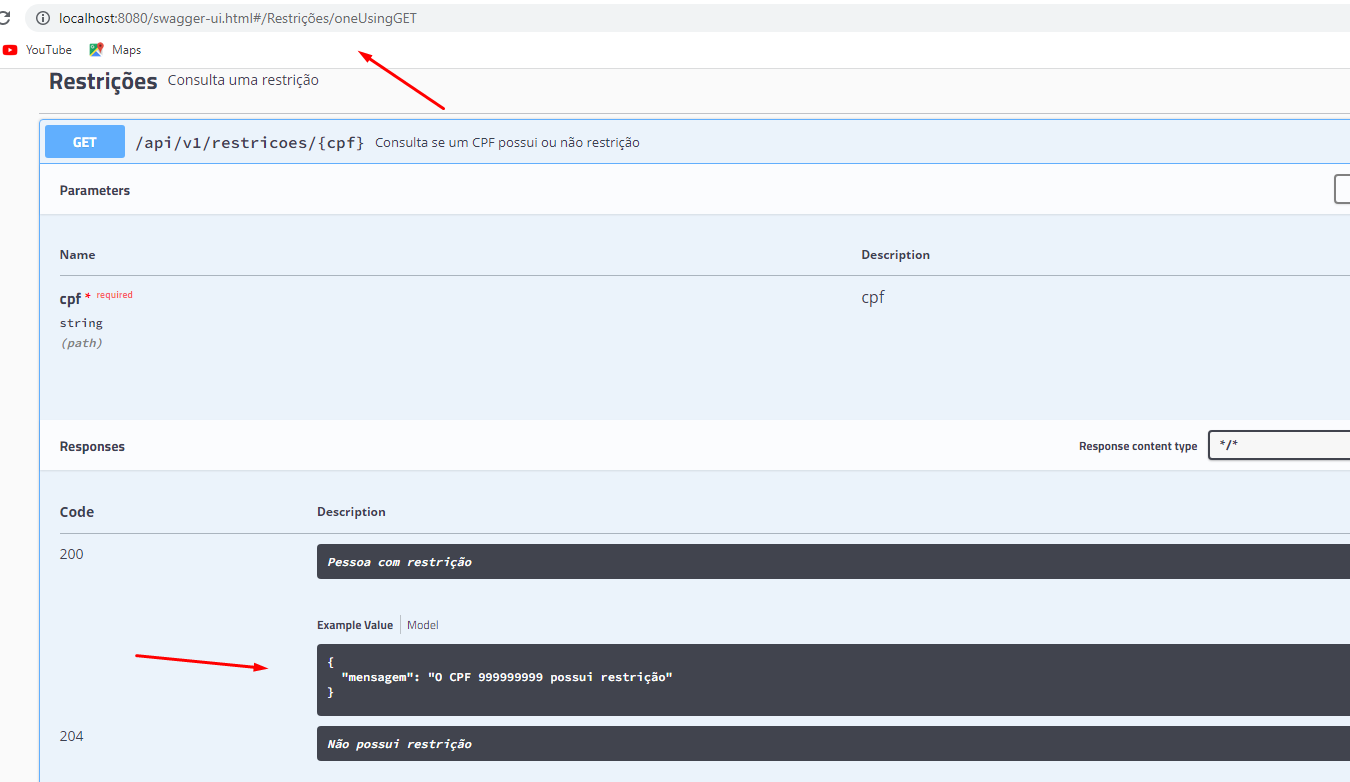 localhost:8080/swagger-ui.html#/Restrições/oneUsingGET
YouTube Maps
Restrições Consulta uma restrição
GET /api/v1/restricoes/{cpf} Consulta se um CPF possui ou não restrição
Parameters
Name Description
cpf * required cpf
string
(path)
Responses Response content type */*
Code Description
200 Pessoa com restrição
Example Value Model
{
"mensagem": "O CPF 999999999 possui restrição"
}
204 Não possui restrição